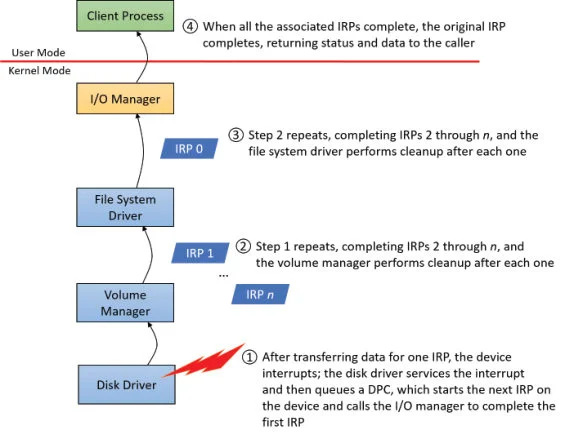 Client Process
④ When all the associated IRPs complete, the original IRP
completes, returning status and data to the caller
User Mode
Kernel Mode
I/O Manager
③ Step 2 repeats, completing IRPs 2 through n, and the
file system driver performs cleanup after each one
IRP 0
File System
Driver
② Step 1 repeats, completing IRPs 2 through n, and
the volume manager performs cleanup after each one
IRP 1
...
IRP n
Volume
Manager
① After transferring data for one IRP, the device
interrupts; the disk driver services the interrupt
and then queues a DPC, which starts the next IRP on
the device and calls the I/O manager to complete the
first IRP
Disk Driver